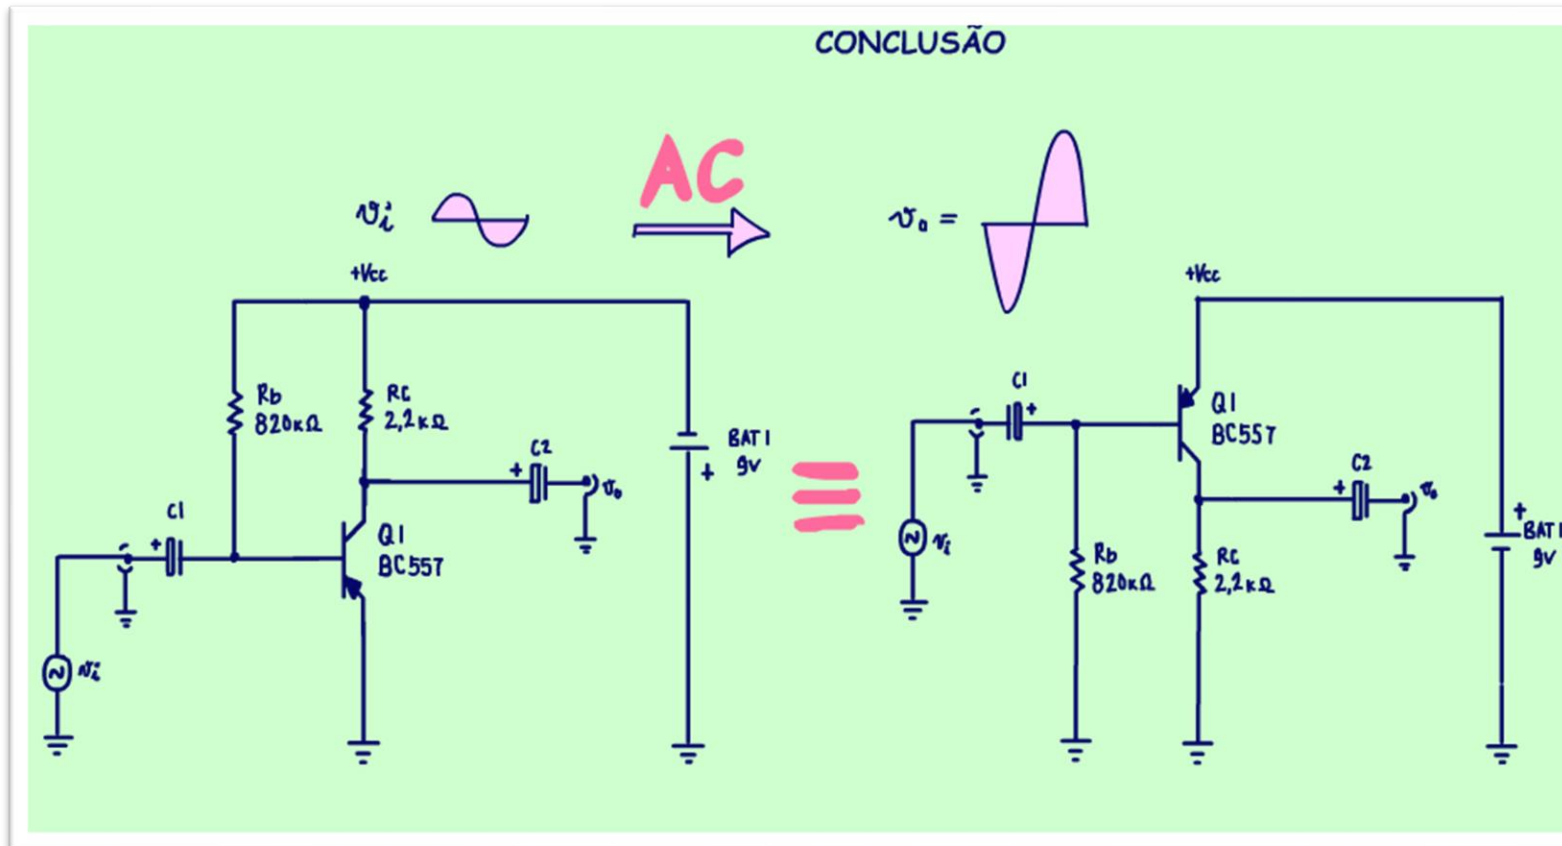 CONCLUSÃO
AC
vi
vo =
+Vcc
+Vcc
Rb
820KΩ
RC
2,2KΩ
C2
+
BAT1
9V
+
vo
C1
+
Q1
BC557
vi
C1
+
Q1
BC557
C2
+
vo
+
BAT1
9V
vi
Rb
820KΩ
RC
2,2KΩ